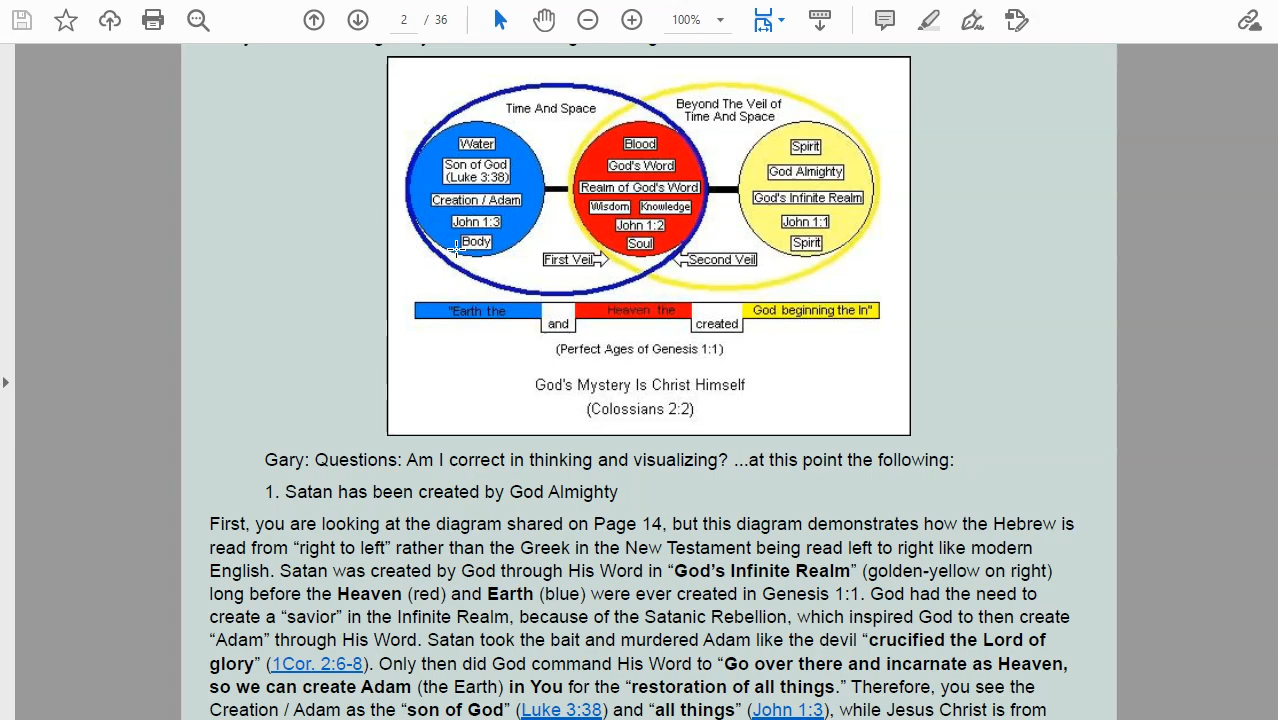 2 / 36
100%
Time And Space
Beyond The Veil of
Time And Space
Water
Son of God
(Luke 3:38)
Creation / Adam
John 1:3
Body
Blood
God's Word
Realm of God's Word
Wisdom Knowledge
John 1:2
Soul
Spirit
God Almighty
God's Infinite Realm
John 1:1
Spirit
First Veil
Second Veil
"Earth the and Heaven the created God beginning the In"
(Perfect Ages of Genesis 1:1)
God's Mystery Is Christ Himself
(Colossians 2:2)
Gary: Questions: Am I correct in thinking and visualizing? ...at this point the following:
1. Satan has been created by God Almighty
First, you are looking at the diagram shared on Page 14, but this diagram demonstrates how the Hebrew is
read from “right to left” rather than the Greek in the New Testament being read left to right like modern
English. Satan was created by God through His Word in “God’s Infinite Realm” (golden-yellow on right)
long before the Heaven (red) and Earth (blue) were ever created in Genesis 1:1. God had the need to
create a “savior” in the Infinite Realm, because of the Satanic Rebellion, which inspired God to then create
“Adam” through His Word. Satan took the bait and murdered Adam like the devil “crucified the Lord of
glory” (1Cor. 2:6-8). Only then did God command His Word to “Go over there and incarnate as Heaven,
so we can create Adam (the Earth) in You for the “restoration of all things.” Therefore, you see the
Creation / Adam as the “son of God” (Luke 3:38) and “all things” (John 1:3), while Jesus Christ is from